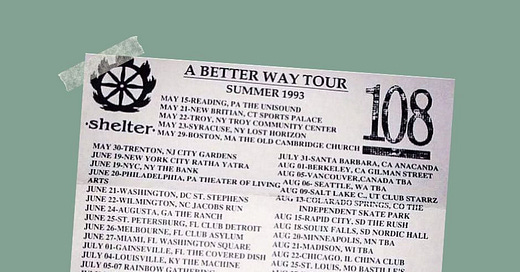 A BETTER WAY TOUR
SUMMER 1993
108
·shelter·
MAY 15-READING, PA THE UNISOUND
MAY 21-NEW BRITIAN, CT SPORTS PALACE
MAY 22-TROY, NY TROY COMMUNITY CENTER
MAY 23-SYRACUSE, NY LOST HORIZON
MAY 29-BOSTON, MA THE OLD CAMBRIDGE CHURCH
MAY 30-TRENTON, NJ CITY GARDENS
JUNE 19-NEW YORK CITY RATHA YATRA
JUNE 19-NYC, NY THE BANK
JUNE 20-PHILADELPHIA, PA THEATER OF LIVING
ARTS
JUNE 21-WASHINGTON, DC ST. STEPHENS
JUNE 22-WILMINGTON, NC JACOBS RUN
JUNE 24-AUGUSTA, GA THE RANCH
JUNE 25-ST. PETERBURG, FL CLUB DETROIT
JUNE 26-MELBOURNE, FL CLUB ASYLUM
JUNE 27-MIAMI, FL WASHINGTON SQUARE
JULY 01-GAINESVILLE, FL THE COVERED DISH
JULY 04-LOUISVILLE, KY THE MACHINE
JULY 05-07 RAINBOW GATHERING
JULY 31-SANTA BARBARA, CA ANACANDA
AUG 01-BERKELEY, CA GILMAN STREET
AUG 05-VANCOUVER, CANADA TBA
AUG 06- SEATTLE, WA TBA
AUG 09-SALT LAKE C., UT CLUB STARRZ
AUG 13-COLARADO SPRINGS, CO THE
INDEPENDENT SKATE PARK
AUG 15-RAPID CITY, SD THE RUSH
AUG 18-SOUIX FALLS, SD NORDIC HALL
AUG 20-MINNEAPOLIS, MN TBA
AUG 21-MADISON, WI TBA
AUG 22-CHICAGO, IL CHINA CLUB
AUG 25-ST. LOUIS, MO BASTILLE'S